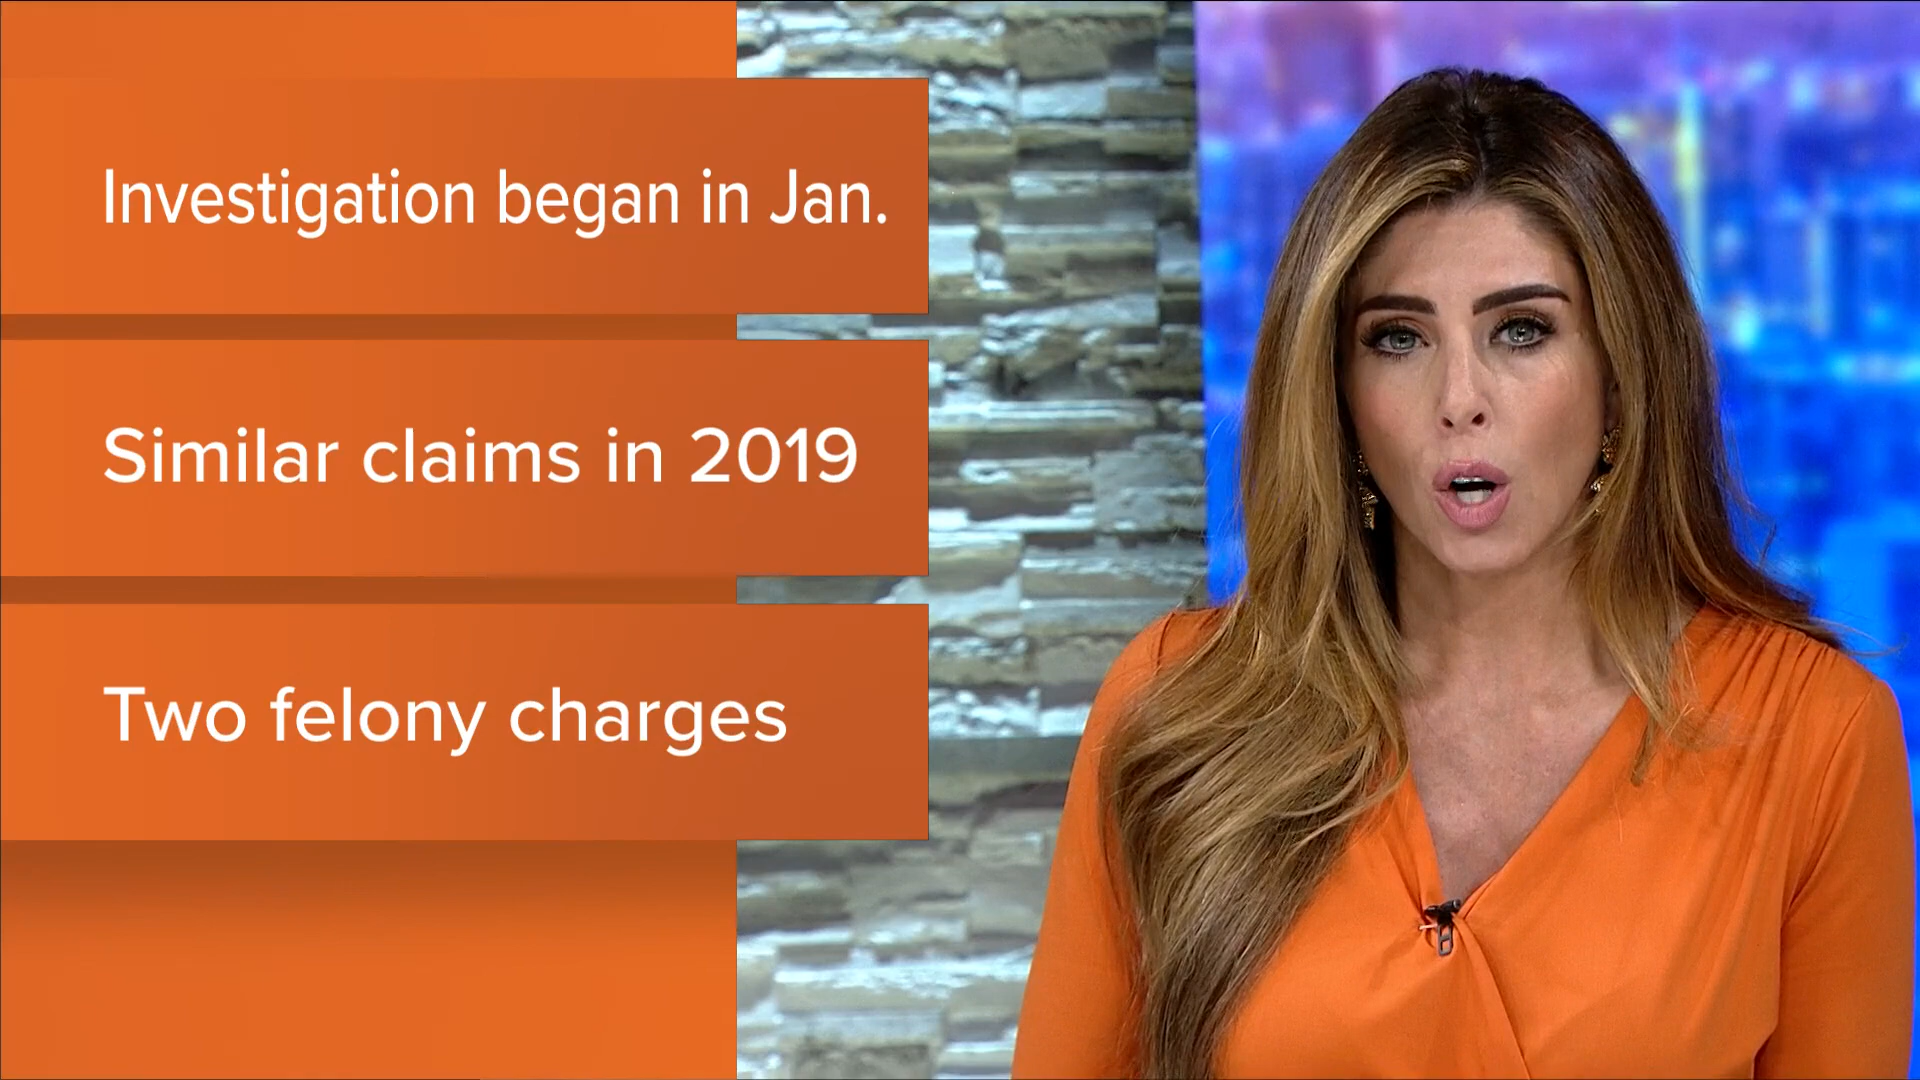 Investigation began in Jan.
Similar claims in 2019
Two felony charges